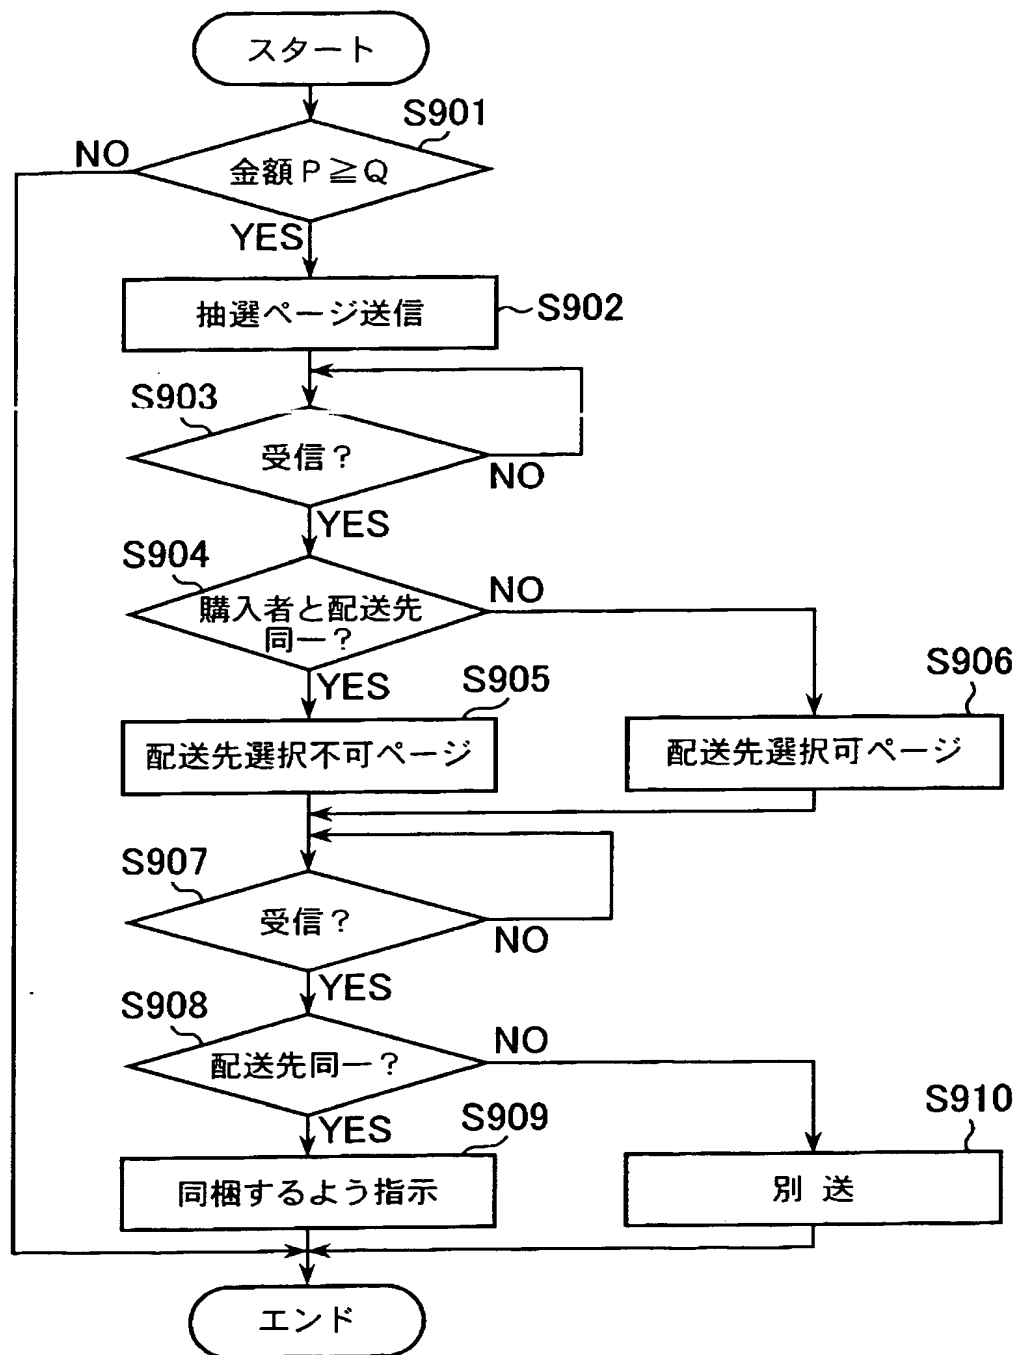 スタート
S901
NO
金額P≧Q
YES
抽選ページ送信
S902
S903
受信?
NO
YES
S904
NO
購入者と配送先
同一?
YES
S905
S906
配送先選択不可ページ
配送先選択可ページ
S907
受信?
NO
YES
S908
NO
配送先同一?
YES
S909
S910
同梱するよう指示
別 送
エンド